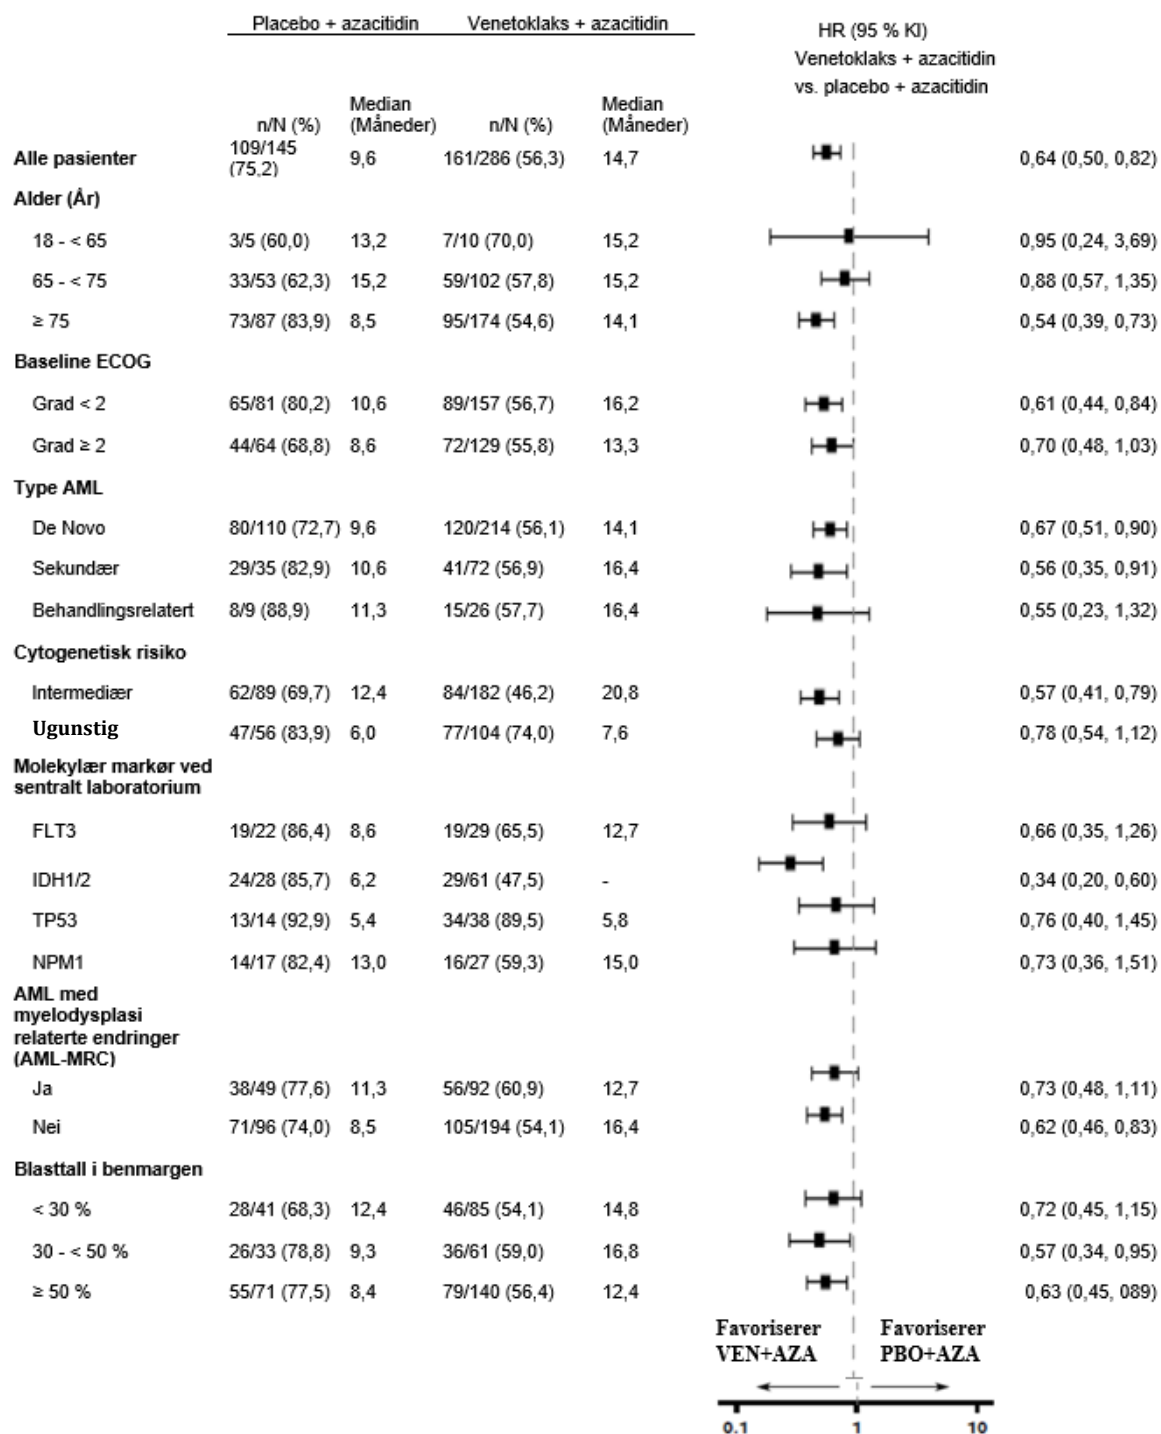 Placebo + azacitidin Venetoklaks + azacitidin HR (95 % KI)
Venetoklaks + azacitidin
vs. placebo + azacitidin
n/N (%) Median (Måneder) n/N (%) Median (Måneder)
Alle pasienter 109/145 (75,2) 9,6 161/286 (56,3) 14,7 0,64 (0,50, 0,82)
Alder (År)
18 - < 65 3/5 (60,0) 13,2 7/10 (70,0) 15,2 0,95 (0,24, 3,69)
65 - < 75 33/53 (62,3) 15,2 59/102 (57,8) 15,2 0,88 (0,57, 1,35)
≥ 75 73/87 (83,9) 8,5 95/174 (54,6) 14,1 0,54 (0,39, 0,73)
Baseline ECOG
Grad < 2 65/81 (80,2) 10,6 89/157 (56,7) 16,2 0,61 (0,44, 0,84)
Grad ≥ 2 44/64 (68,8) 8,6 72/129 (55,8) 13,3 0,70 (0,48, 1,03)
Type AML
De Novo 80/110 (72,7) 9,6 120/214 (56,1) 14,1 0,67 (0,51, 0,90)
Sekundær 29/35 (82,9) 10,6 41/72 (56,9) 16,4 0,56 (0,35, 0,91)
Behandlingsrelatert 8/9 (88,9) 11,3 15/26 (57,7) 16,4 0,55 (0,23, 1,32)
Cytogenetisk risiko
Intermediær 62/89 (69,7) 12,4 84/182 (46,2) 20,8 0,57 (0,41, 0,79)
Ugunstig 47/56 (83,9) 6,0 77/104 (74,0) 7,6 0,78 (0,54, 1,12)
Molekylær markør ved
sentralt laboratorium
FLT3 19/22 (86,4) 8,6 19/29 (65,5) 12,7 0,66 (0,35, 1,26)
IDH1/2 24/28 (85,7) 6,2 29/61 (47,5) - 0,34 (0,20, 0,60)
TP53 13/14 (92,9) 5,4 34/38 (89,5) 5,8 0,76 (0,40, 1,45)
NPM1 14/17 (82,4) 13,0 16/27 (59,3) 15,0 0,73 (0,36, 1,51)
AML med
myelodysplasi
relaterte endringer
(AML-MRC)
Ja 38/49 (77,6) 11,3 56/92 (60,9) 12,7 0,73 (0,48, 1,11)
Nei 71/96 (74,0) 8,5 105/194 (54,1) 16,4 0,62 (0,46, 0,83)
Blasttall i benmargen
< 30 % 28/41 (68,3) 12,4 46/85 (54,1) 14,8 0,72 (0,45, 1,15)
30 - < 50 % 26/33 (78,8) 9,3 36/61 (59,0) 16,8 0,57 (0,34, 0,95)
≥ 50 % 55/71 (77,5) 8,4 79/140 (56,4) 12,4 0,63 (0,45, 089)
Favoriserer Favoriserer
VEN+AZA PBO+AZA
0.1 1 10